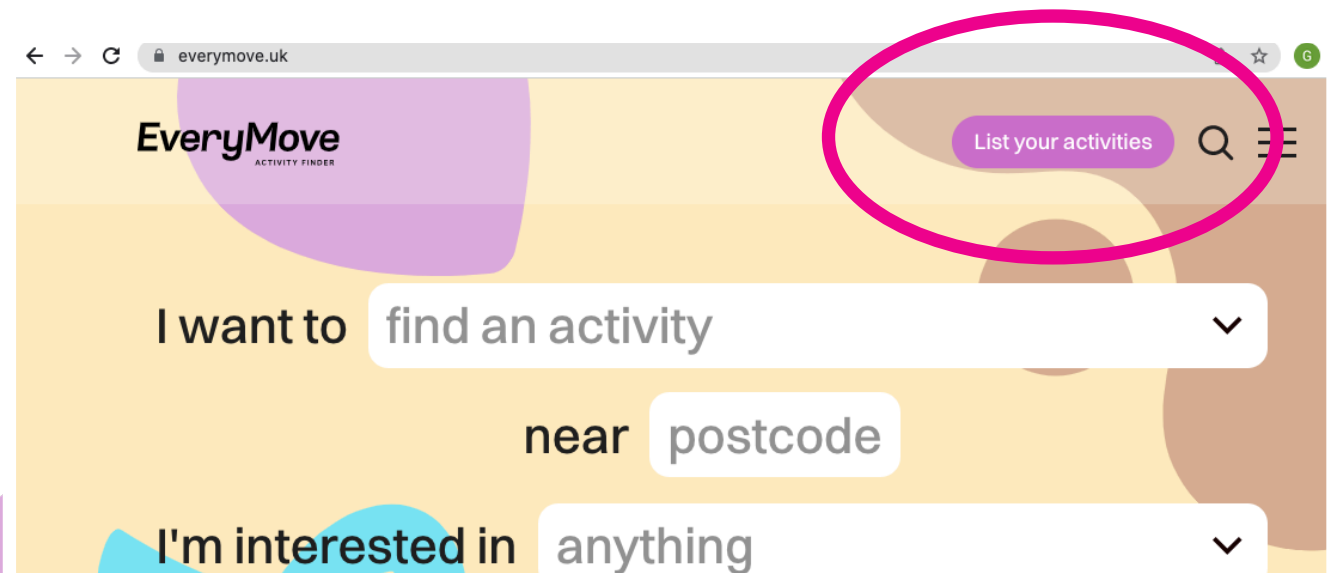 everymove.uk
G
EveryMove
ACTIVITY FINDER
List your activities
I want to find an activity
near postcode
I'm interested in anything